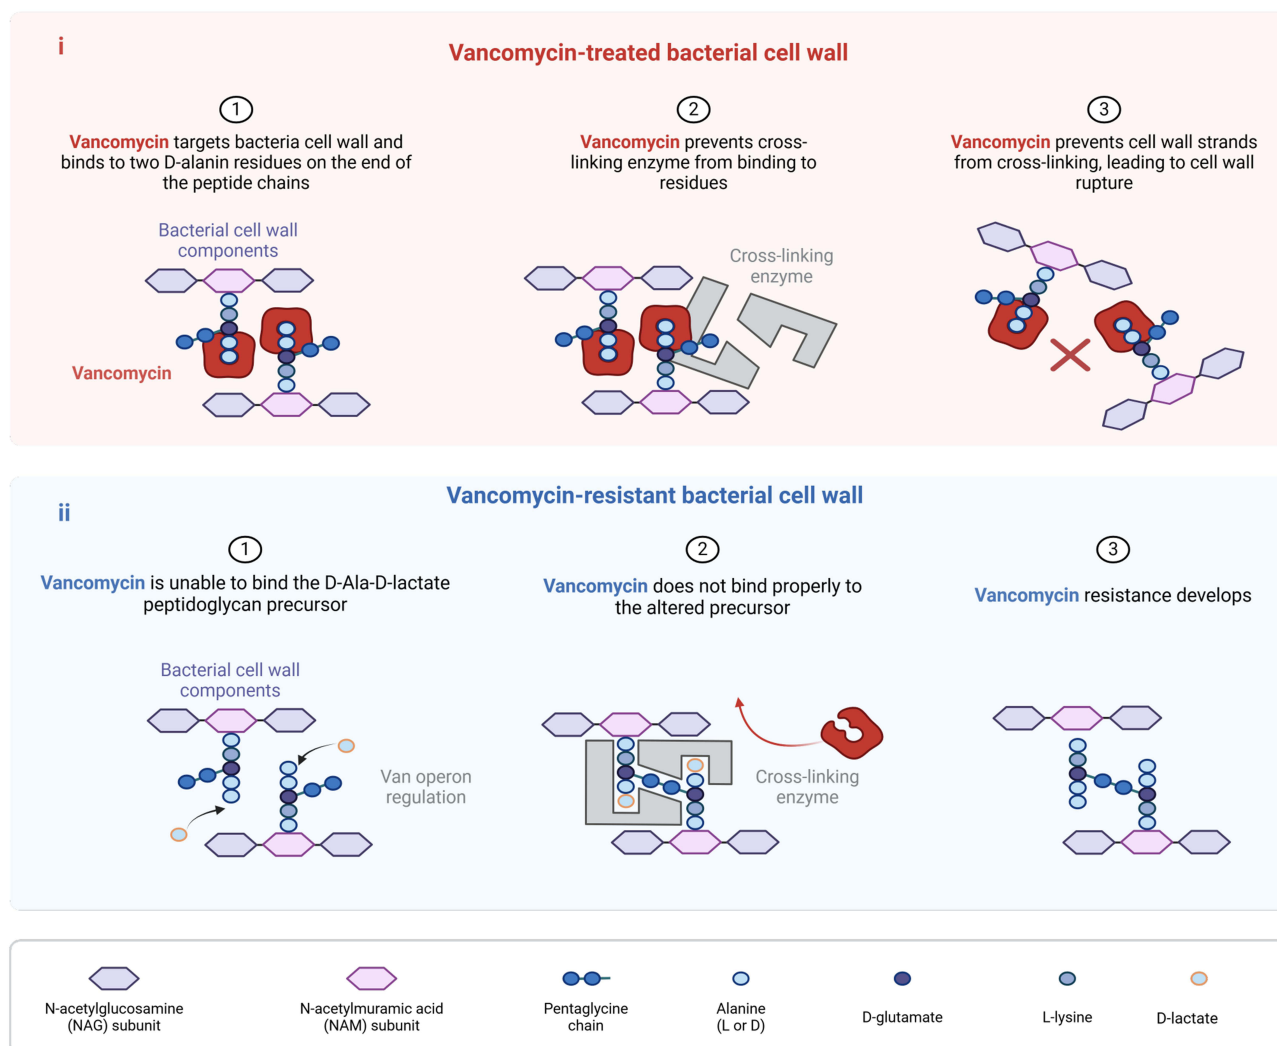 i
Vancomycin-treated bacterial cell wall
1
Vancomycin targets bacteria cell wall and
binds to two D-alanin residues on the end of
the peptide chains
2
Vancomycin prevents cross-
linking enzyme from binding to
residues
3
Vancomycin prevents cell wall strands
from cross-linking, leading to cell wall
rupture
Bacterial cell wall
components
Vancomycin
Cross-linking
enzyme
ii
Vancomycin-resistant bacterial cell wall
1
Vancomycin is unable to bind the D-Ala-D-lactate
peptidoglycan precursor
2
Vancomycin does not bind properly to
the altered precursor
3
Vancomycin resistance develops
Bacterial cell wall
components
Van operon
regulation
Cross-linking
enzyme
N-acetylglucosamine
(NAG) subunit
N-acetylmuramic acid
(NAM) subunit
Pentaglycine
chain
Alanine
(L or D)
D-glutamate
L-lysine
D-lactate